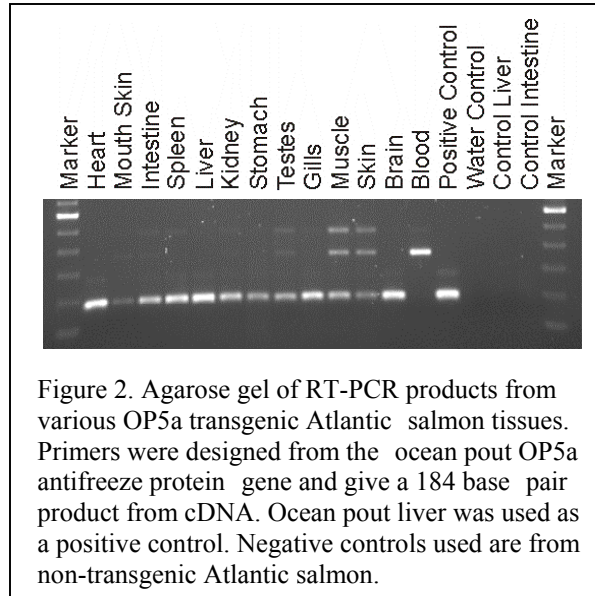 Marker
Heart
Mouth Skin
Intestine
Spleen
Liver
Kidney
Stomach
Testes
Gills
Muscle
Skin
Brain
Blood
Positive Control
Water Control
Control Liver
Control Intestine
Marker
Figure 2. Agarose gel of RT-PCR products from
various OP5a transgenic Atlantic salmon tissues.
Primers were designed from the ocean pout OP5a
antifreeze protein gene and give a 184 base pair
product from cDNA. Ocean pout liver was used as
a positive control. Negative controls used are from
non-transgenic Atlantic salmon.